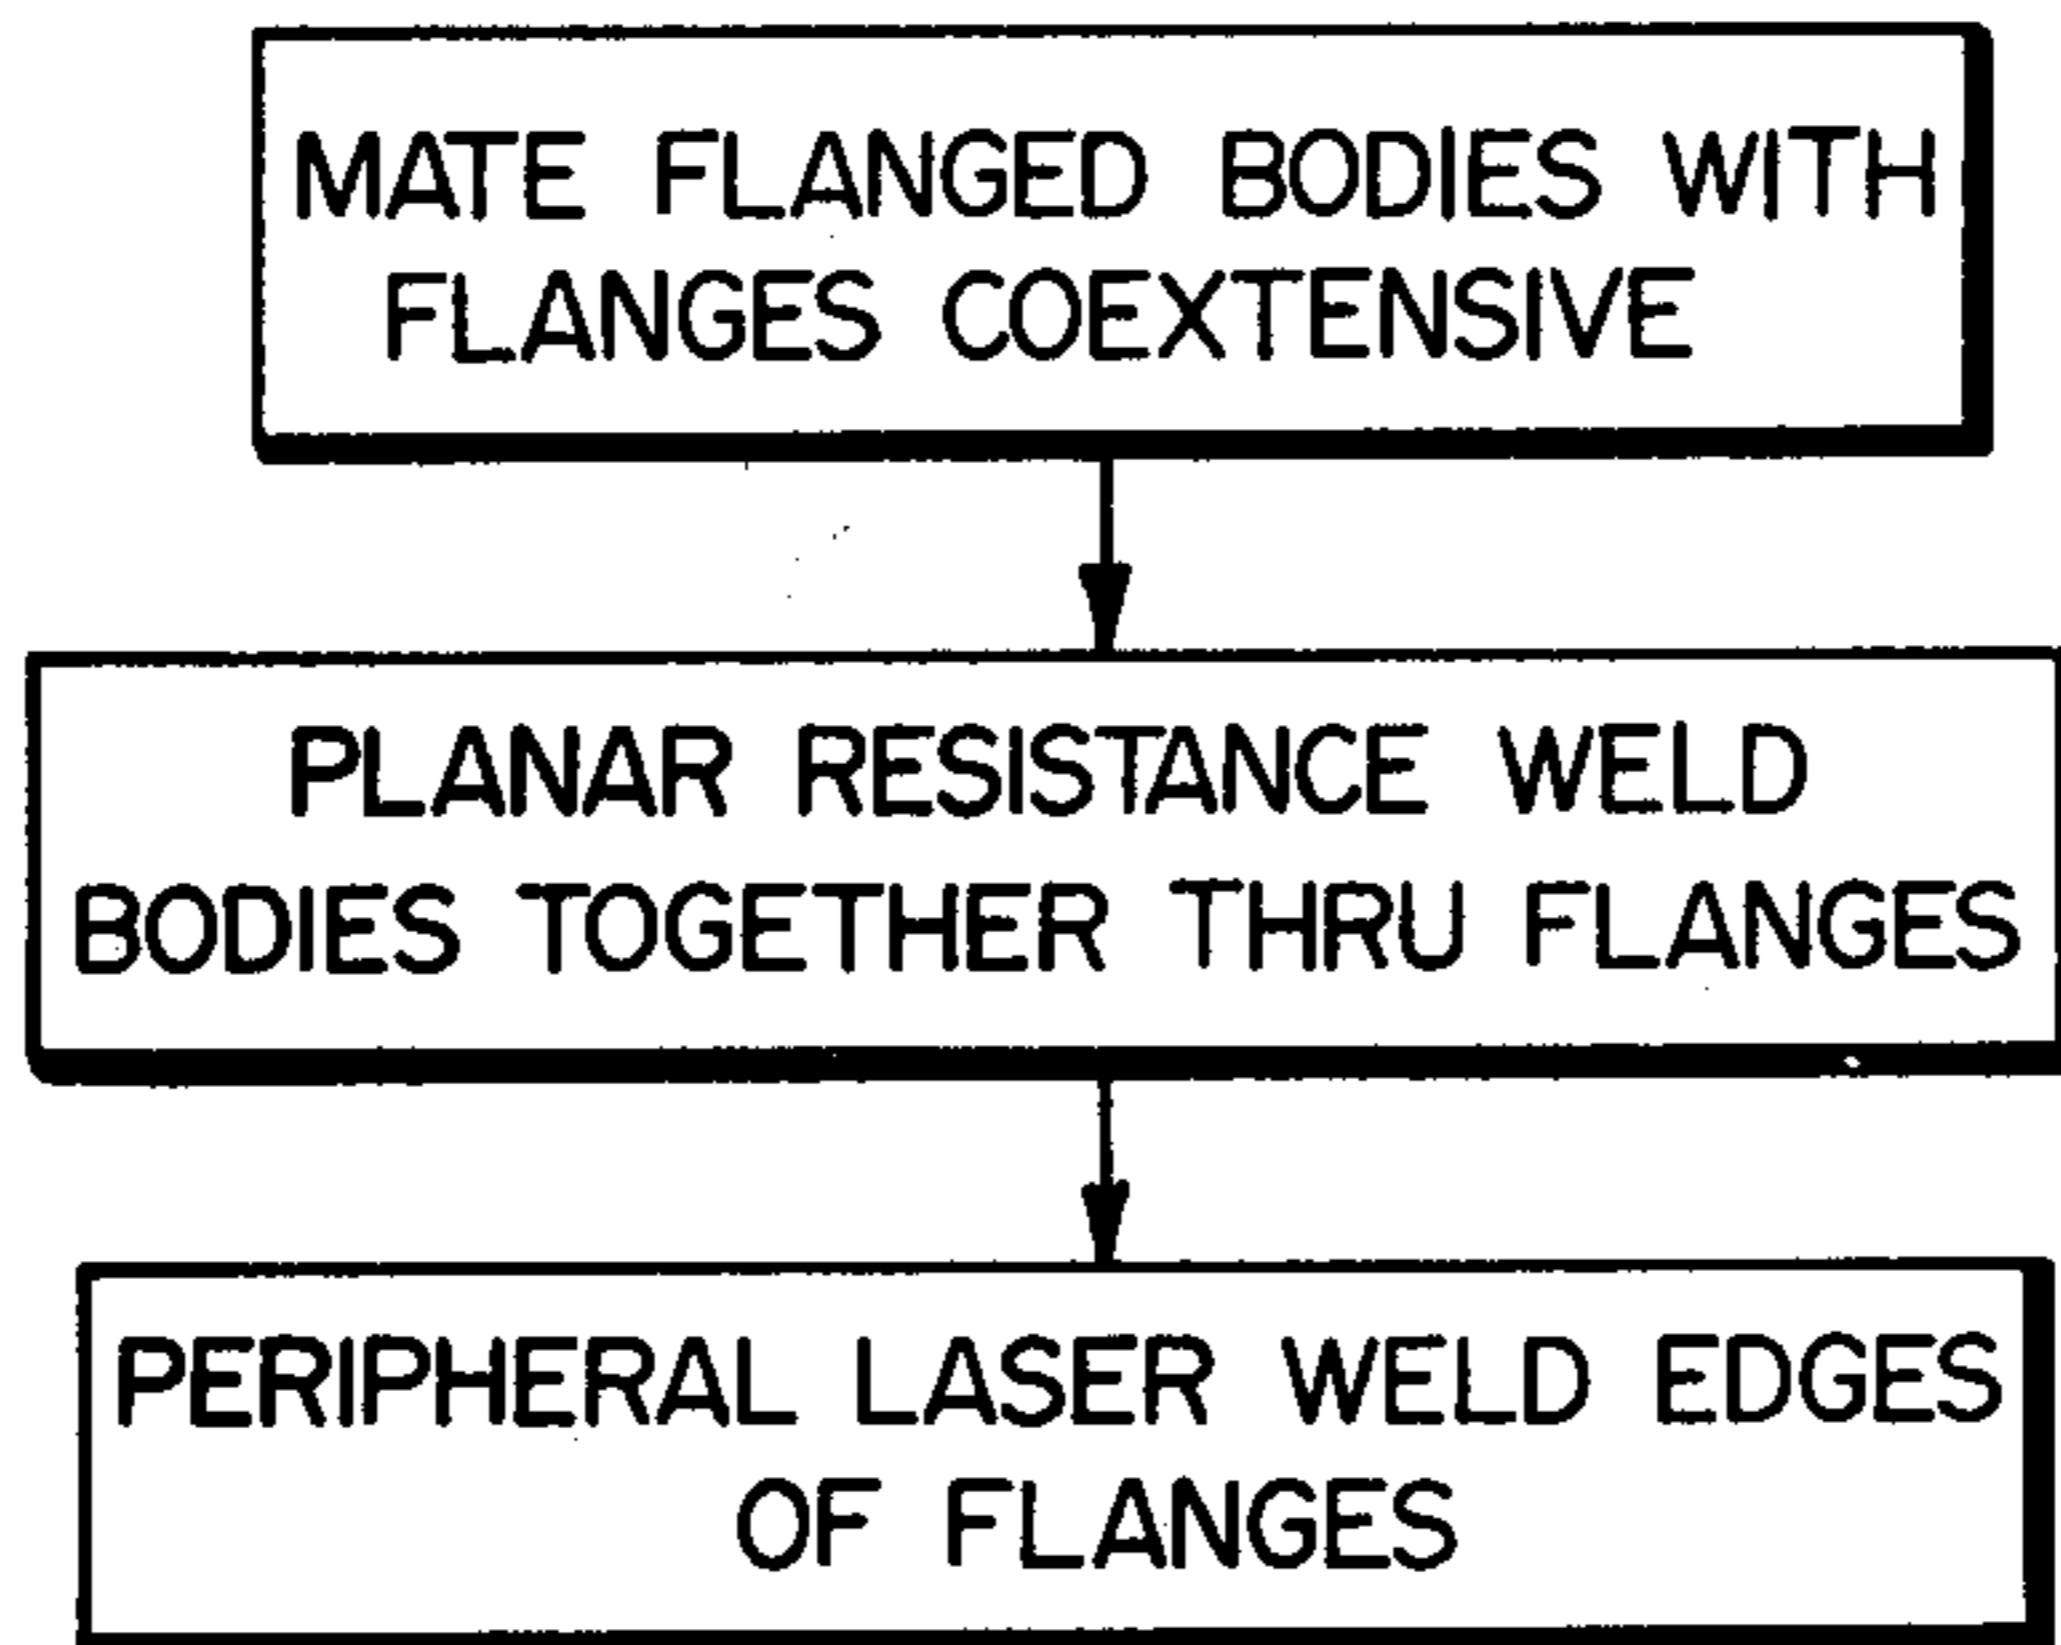 MATE FLANGED BODIES WITH
FLANGES COEXTENSIVE
PLANAR RESISTANCE WELD
BODIES TOGETHER THRU FLANGES
PERIPHERAL LASER WELD EDGES
OF FLANGES